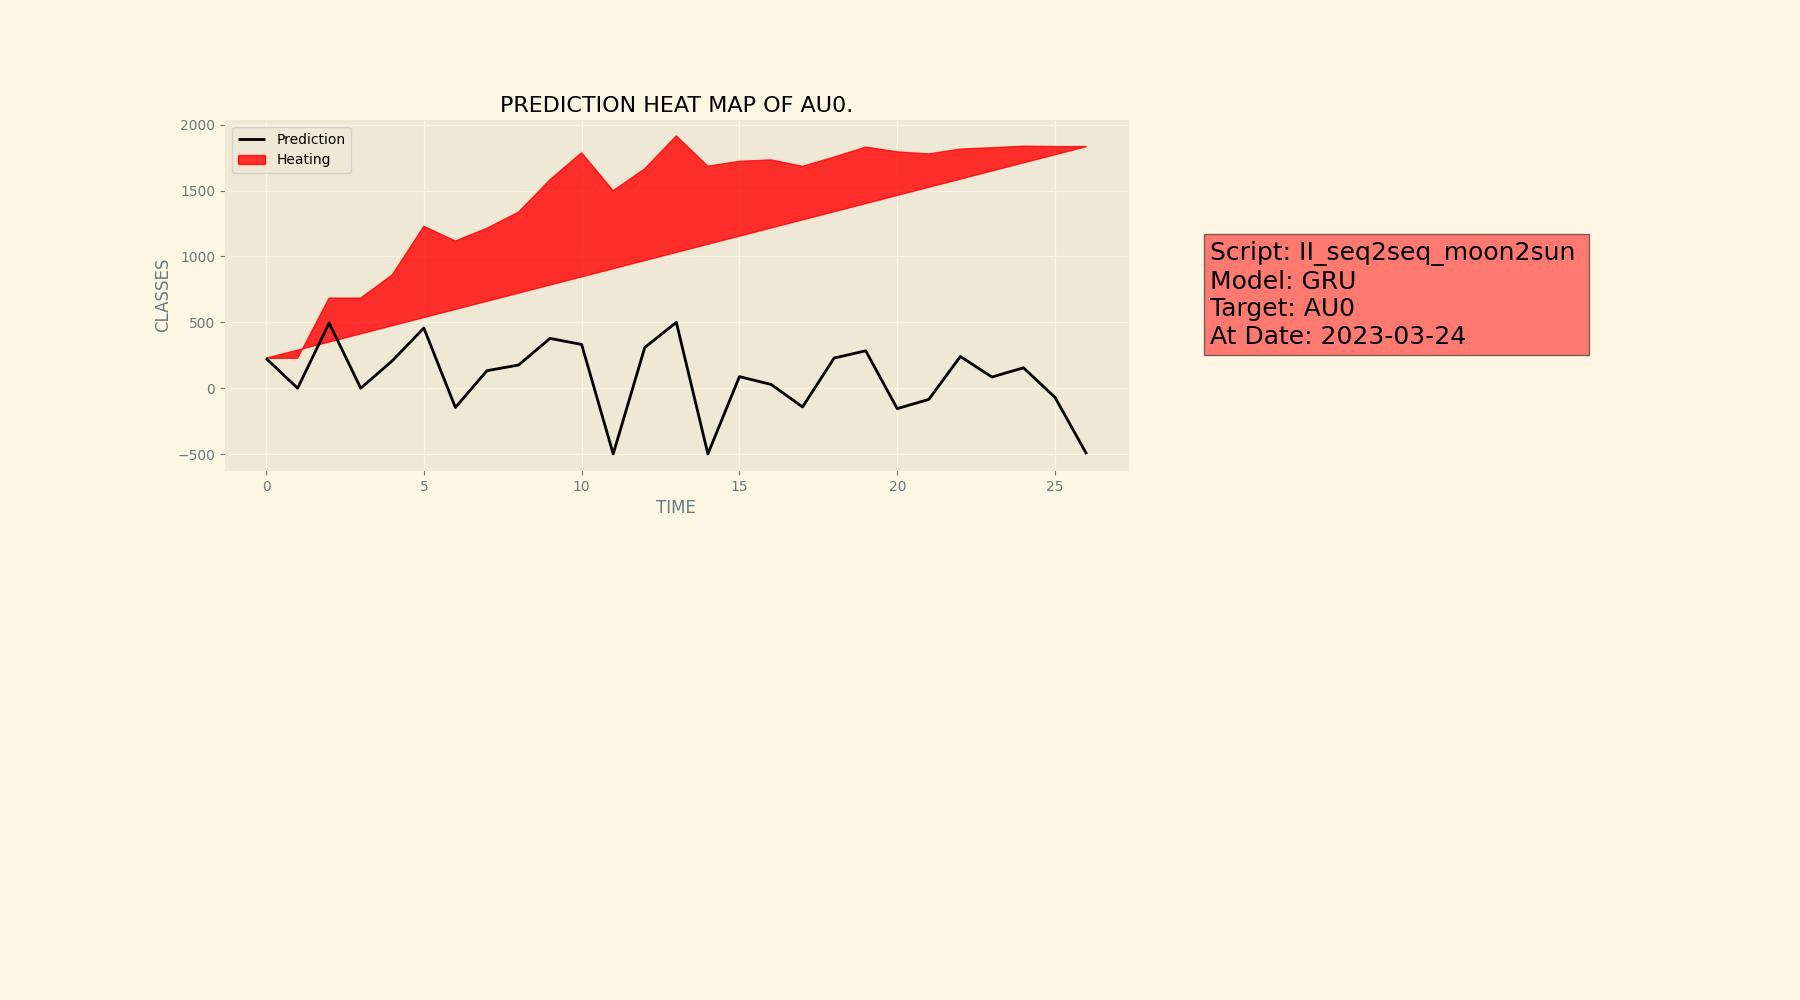 PREDICTION HEAT MAP OF AU0.
Prediction
Heating
2000
1500
1000
500
0
−500
CLASSES
0 5 10 15 20 25
TIME
Script: II_seq2seq_moon2sun
Model: GRU
Target: AU0
At Date: 2023-03-24